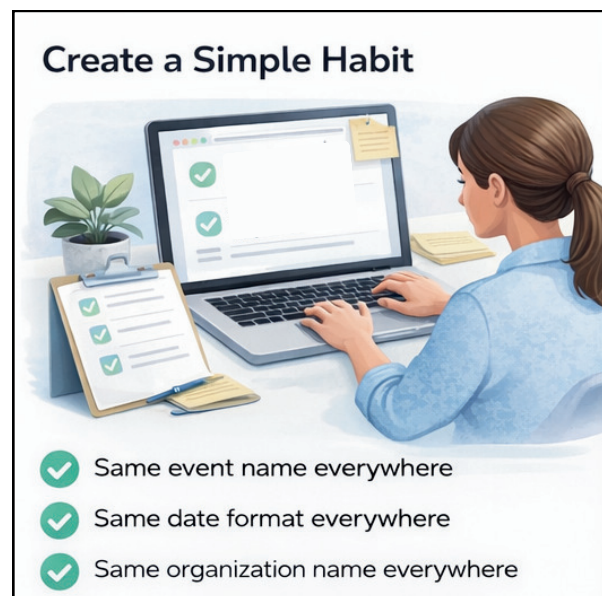 Create a Simple Habit
Same event name everywhere
Same date format everywhere
Same organization name everywhere